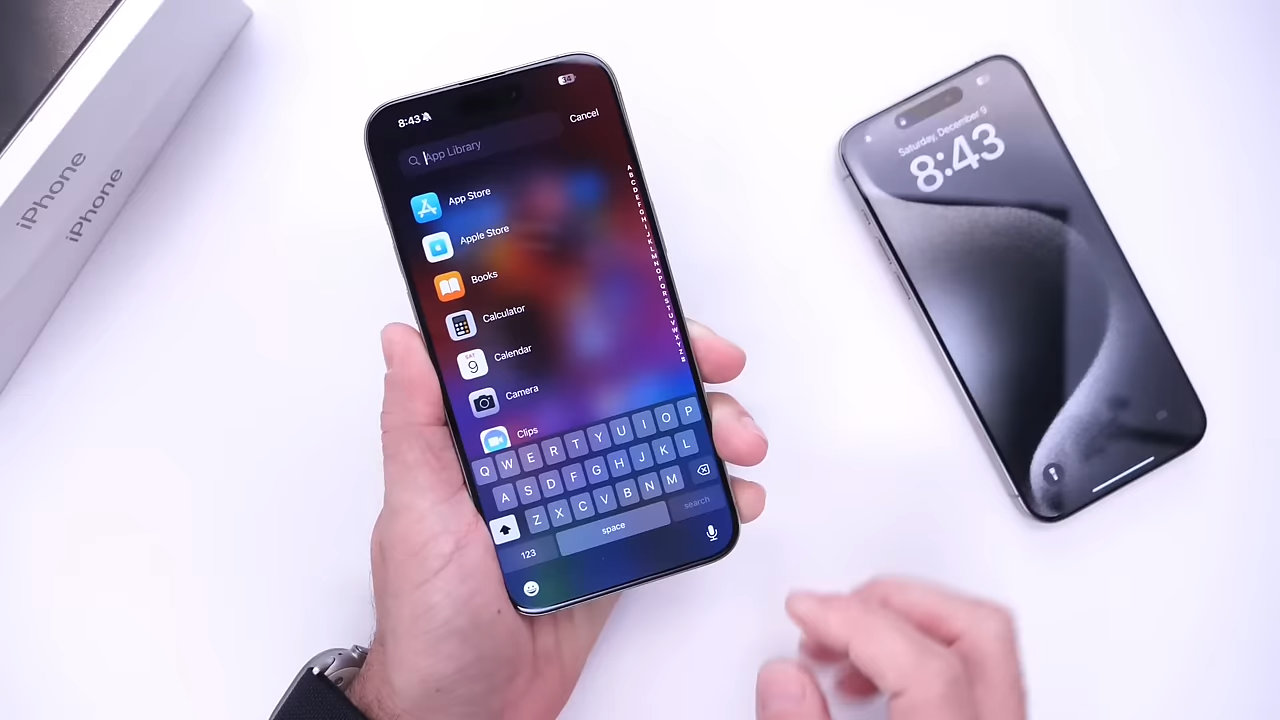 iPhone
iPhone
8:43
34
App Library
Cancel
App Store
Apple Store
Books
Calculator
SAT
9
Calendar
Camera
Clips
A
B
C
D
E
F
G
H
I
J
K
L
M
N
O
P
Q
R
S
T
U
V
W
X
Y
Z
#
Q W E R T Y U I O P
A S D F G H J K L
Z X C V B N M
123 space search
Saturday, December 9
8:43